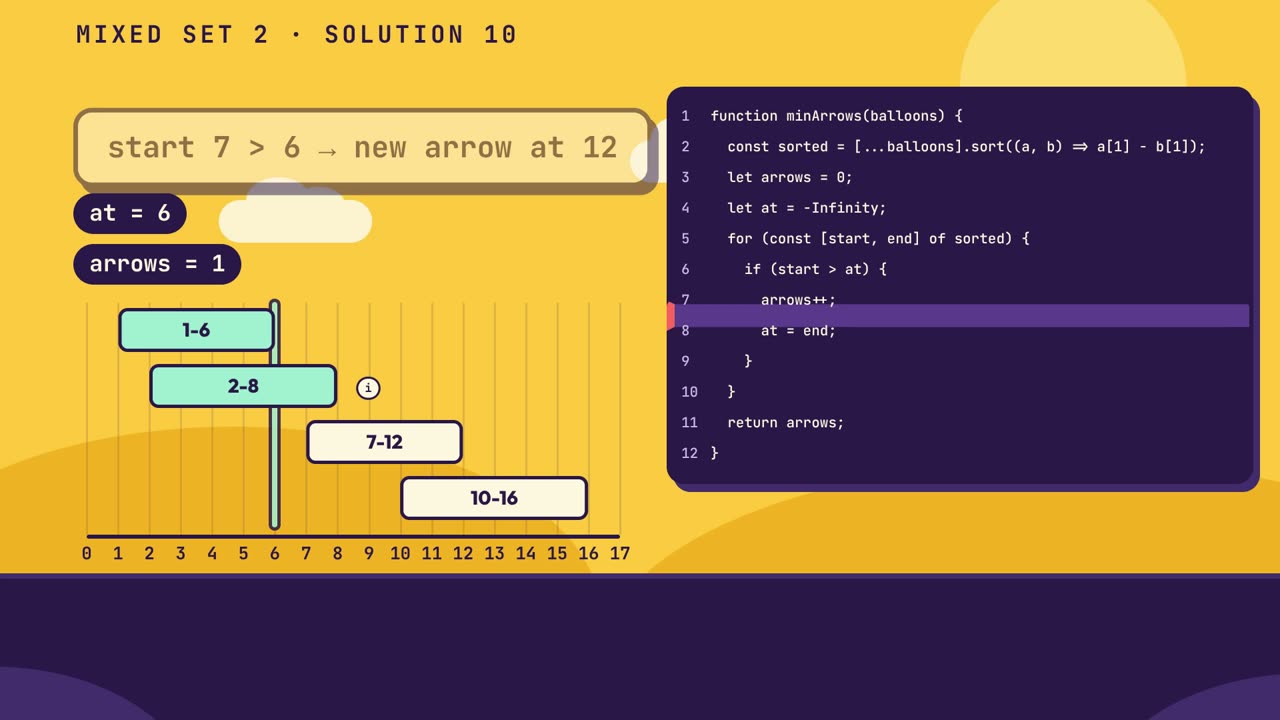 MIXED SET 2 · SOLUTION 10
start 7 > 6 → new arrow at 12
at = 6
arrows = 1
1-6
2-8
i
7-12
10-16
0 1 2 3 4 5 6 7 8 9 10 11 12 13 14 15 16 17
1 function minArrows(balloons) {
2 const sorted = [...balloons].sort((a, b) => a[1] - b[1]);
3 let arrows = 0;
4 let at = -Infinity;
5 for (const [start, end] of sorted) {
6 if (start > at) {
7 arrows++;
8 at = end;
9 }
10 }
11 return arrows;
12 }